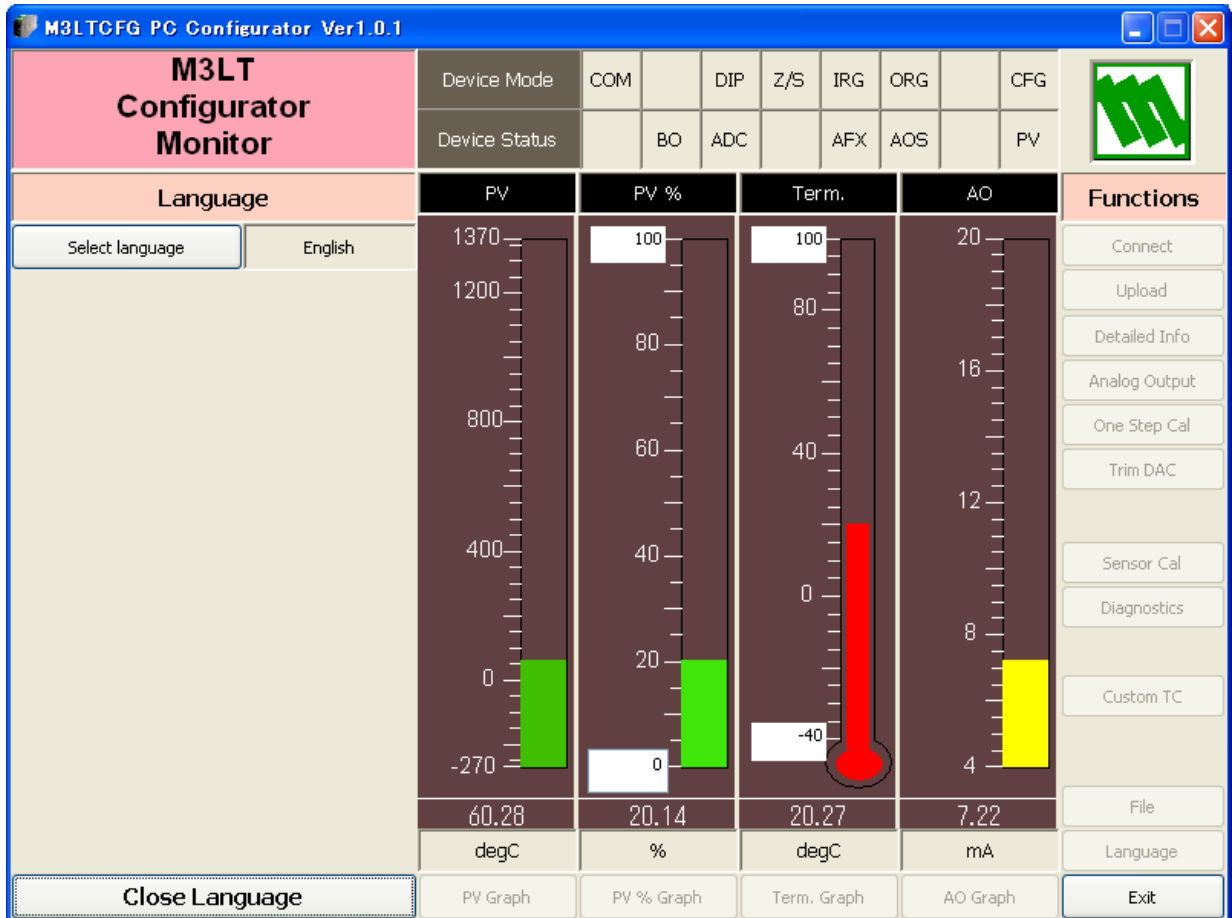 M3LTCFG PC Configurator Ver1.0.1
M3LT
Configurator
Monitor
Device Mode COM DIP Z/S IRG ORG CFG
Device Status BO ADC AFX AOS PV
Language
PV PV % Term. AO
Functions
Select language English
1370
1200
800
400
0
-270
60.28
degC
PV Graph
100
80
60
40
20
0
20.14
%
PV % Graph
100
80
40
0
-40
20.27
degC
Term. Graph
20
16
12
8
4
7.22
mA
AO Graph
Connect
Upload
Detailed Info
Analog Output
One Step Cal
Trim DAC
Sensor Cal
Diagnostics
Custom TC
File
Language
Exit
Close Language